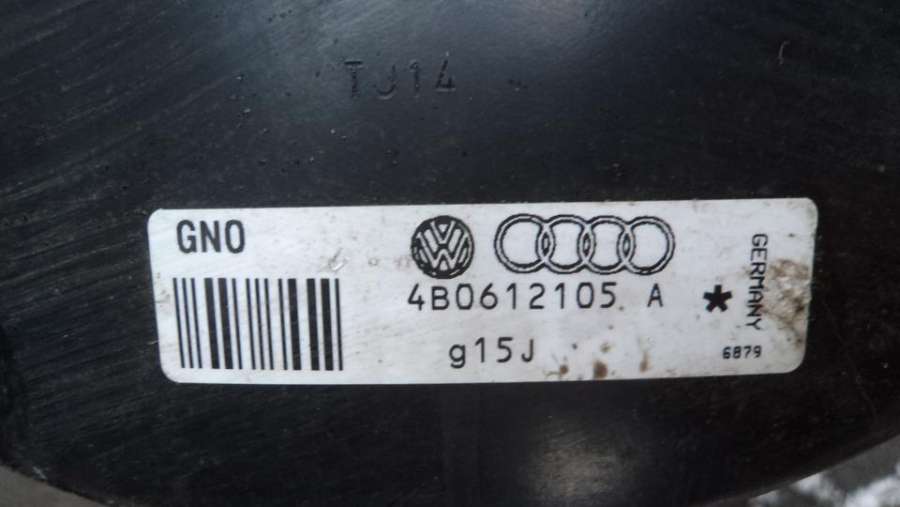 TJ14
GNO
4B0612105 A *
g15J
GERMANY
6879